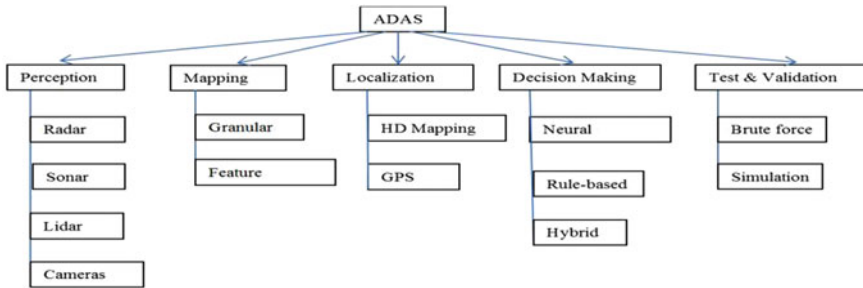 ADAS
Perception
Mapping
Localization
Decision Making
Test & Validation
Radar
Granular
HD Mapping
Neural
Brute force
Sonar
Feature
GPS
Rule-based
Simulation
Lidar
Hybrid
Cameras